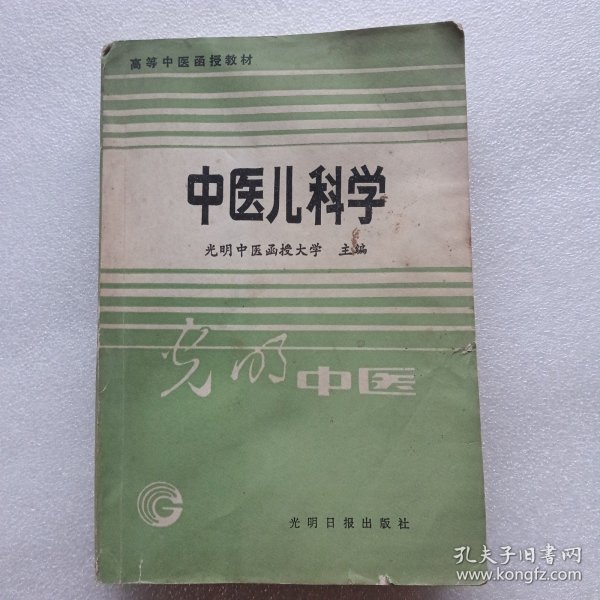 高等中医函授教材
中医儿科学
光明中医函授大学 主编
光明中医
光明日报出版社
孔夫子旧书网
www.kongfz.com